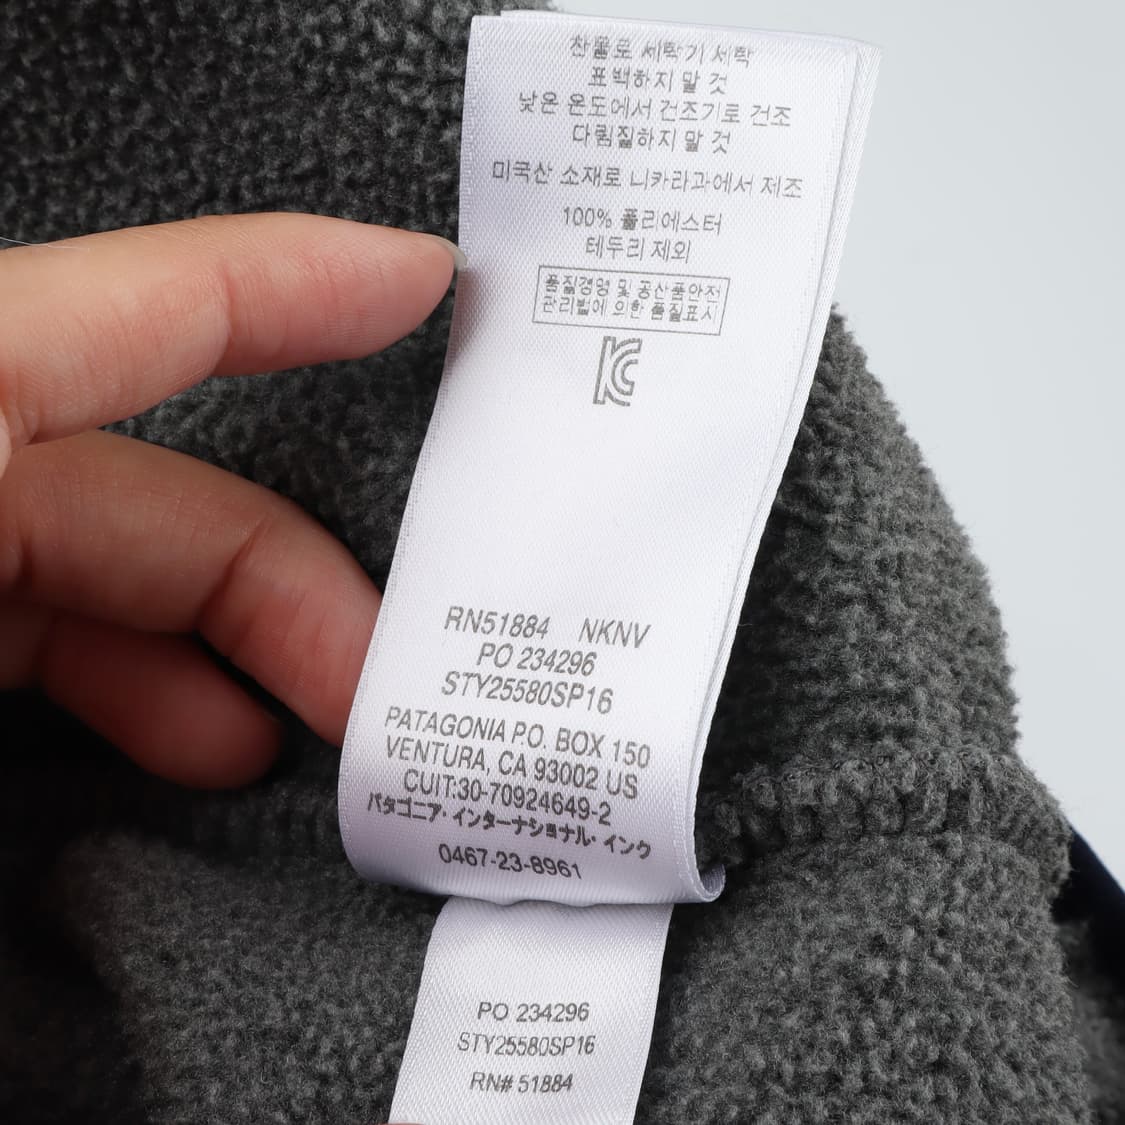 찬물로 세탁기 세탁
표백하지 말 것
낮은 온도에서 건조기로 건조
다림질하지 말 것
미국산 소재로 니카라과에서 제조
100% 폴리에스터
테두리 제외
품질경영 및 공산품안전
관리법에 의한 품질표시
KC
RN51884 NKNV
PO 234296
STY25580SP16
PATAGONIA P.O. BOX 150
VENTURA, CA 93002 US
CUIT:30-70924649-2
パタゴニア･インターナショナル･インク
0467-23-8961
PO 234296
STY25580SP16
RN# 51884